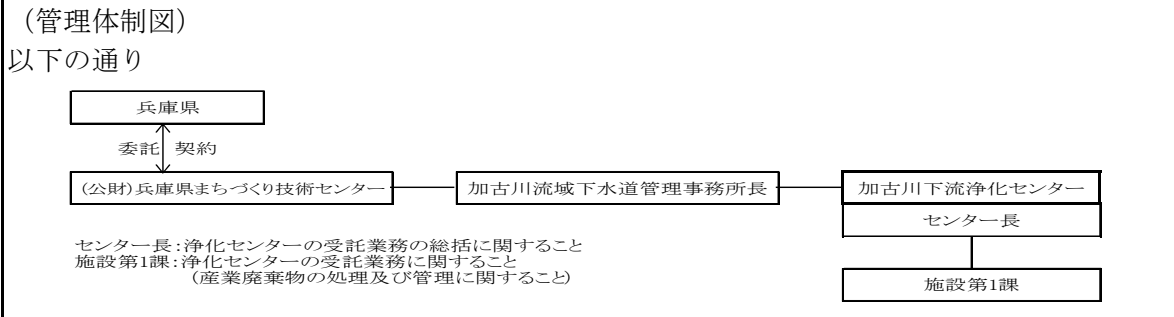 （管理体制図）
以下の通り
兵庫県
委託 契約
(公財)兵庫県まちづくり技術センター
加古川流域下水道管理事務所長
加古川下流浄化センター
センター長
センター長：浄化センターの受託業務の総括に関すること
施設第1課：浄化センターの受託業務に関すること
（産業廃棄物の処理及び管理に関すること）
施設第1課